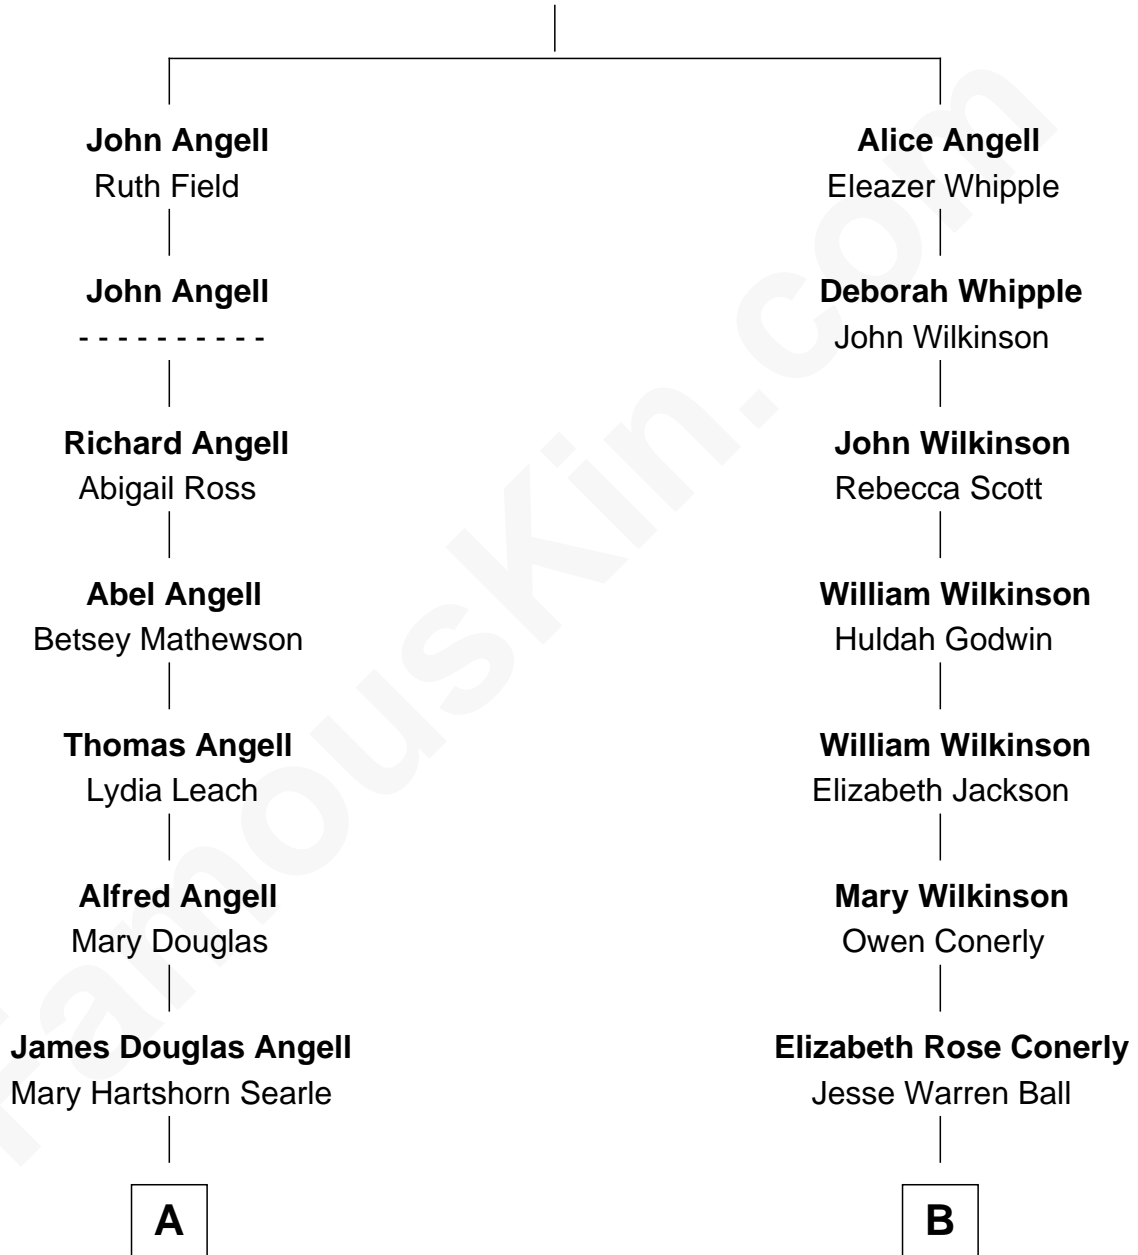 John Angell
Ruth Field
John Angell
- - - - - - - - - -
Richard Angell
Abigail Ross
Abel Angell
Betsey Mathewson
Thomas Angell
Lydia Leach
Alfred Angell
Mary Douglas
James Douglas Angell
Mary Hartshorn Searle
A
Alice Angell
Eleazer Whipple
Deborah Whipple
John Wilkinson
John Wilkinson
Rebecca Scott
William Wilkinson
Huldah Godwin
William Wilkinson
Elizabeth Jackson
Mary Wilkinson
Owen Conerly
Elizabeth Rose Conerly
Jesse Warren Ball
B
FamousKin.com